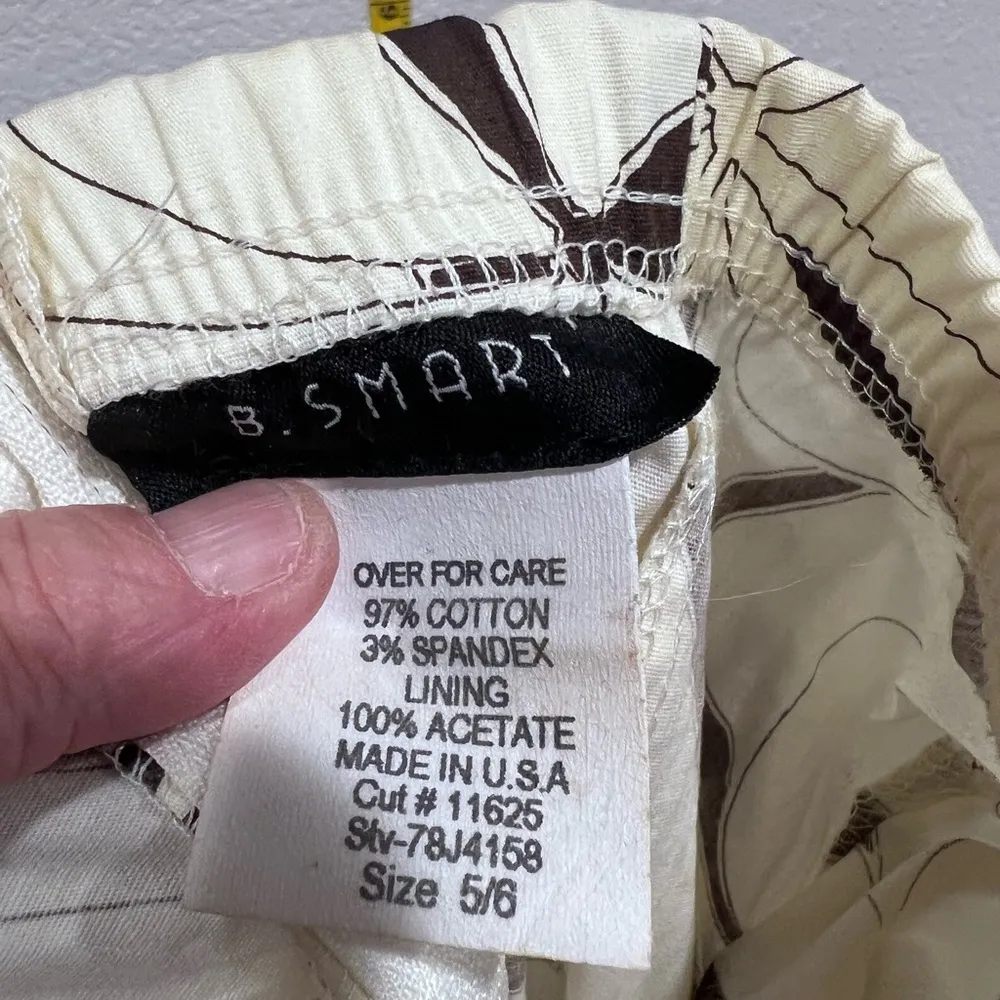 B. SMART
OVER FOR CARE
97% COTTON
3% SPANDEX
LINING
100% ACETATE
MADE IN U.S.A
Cut # 11625
Sty-78J4158
Size 5/6